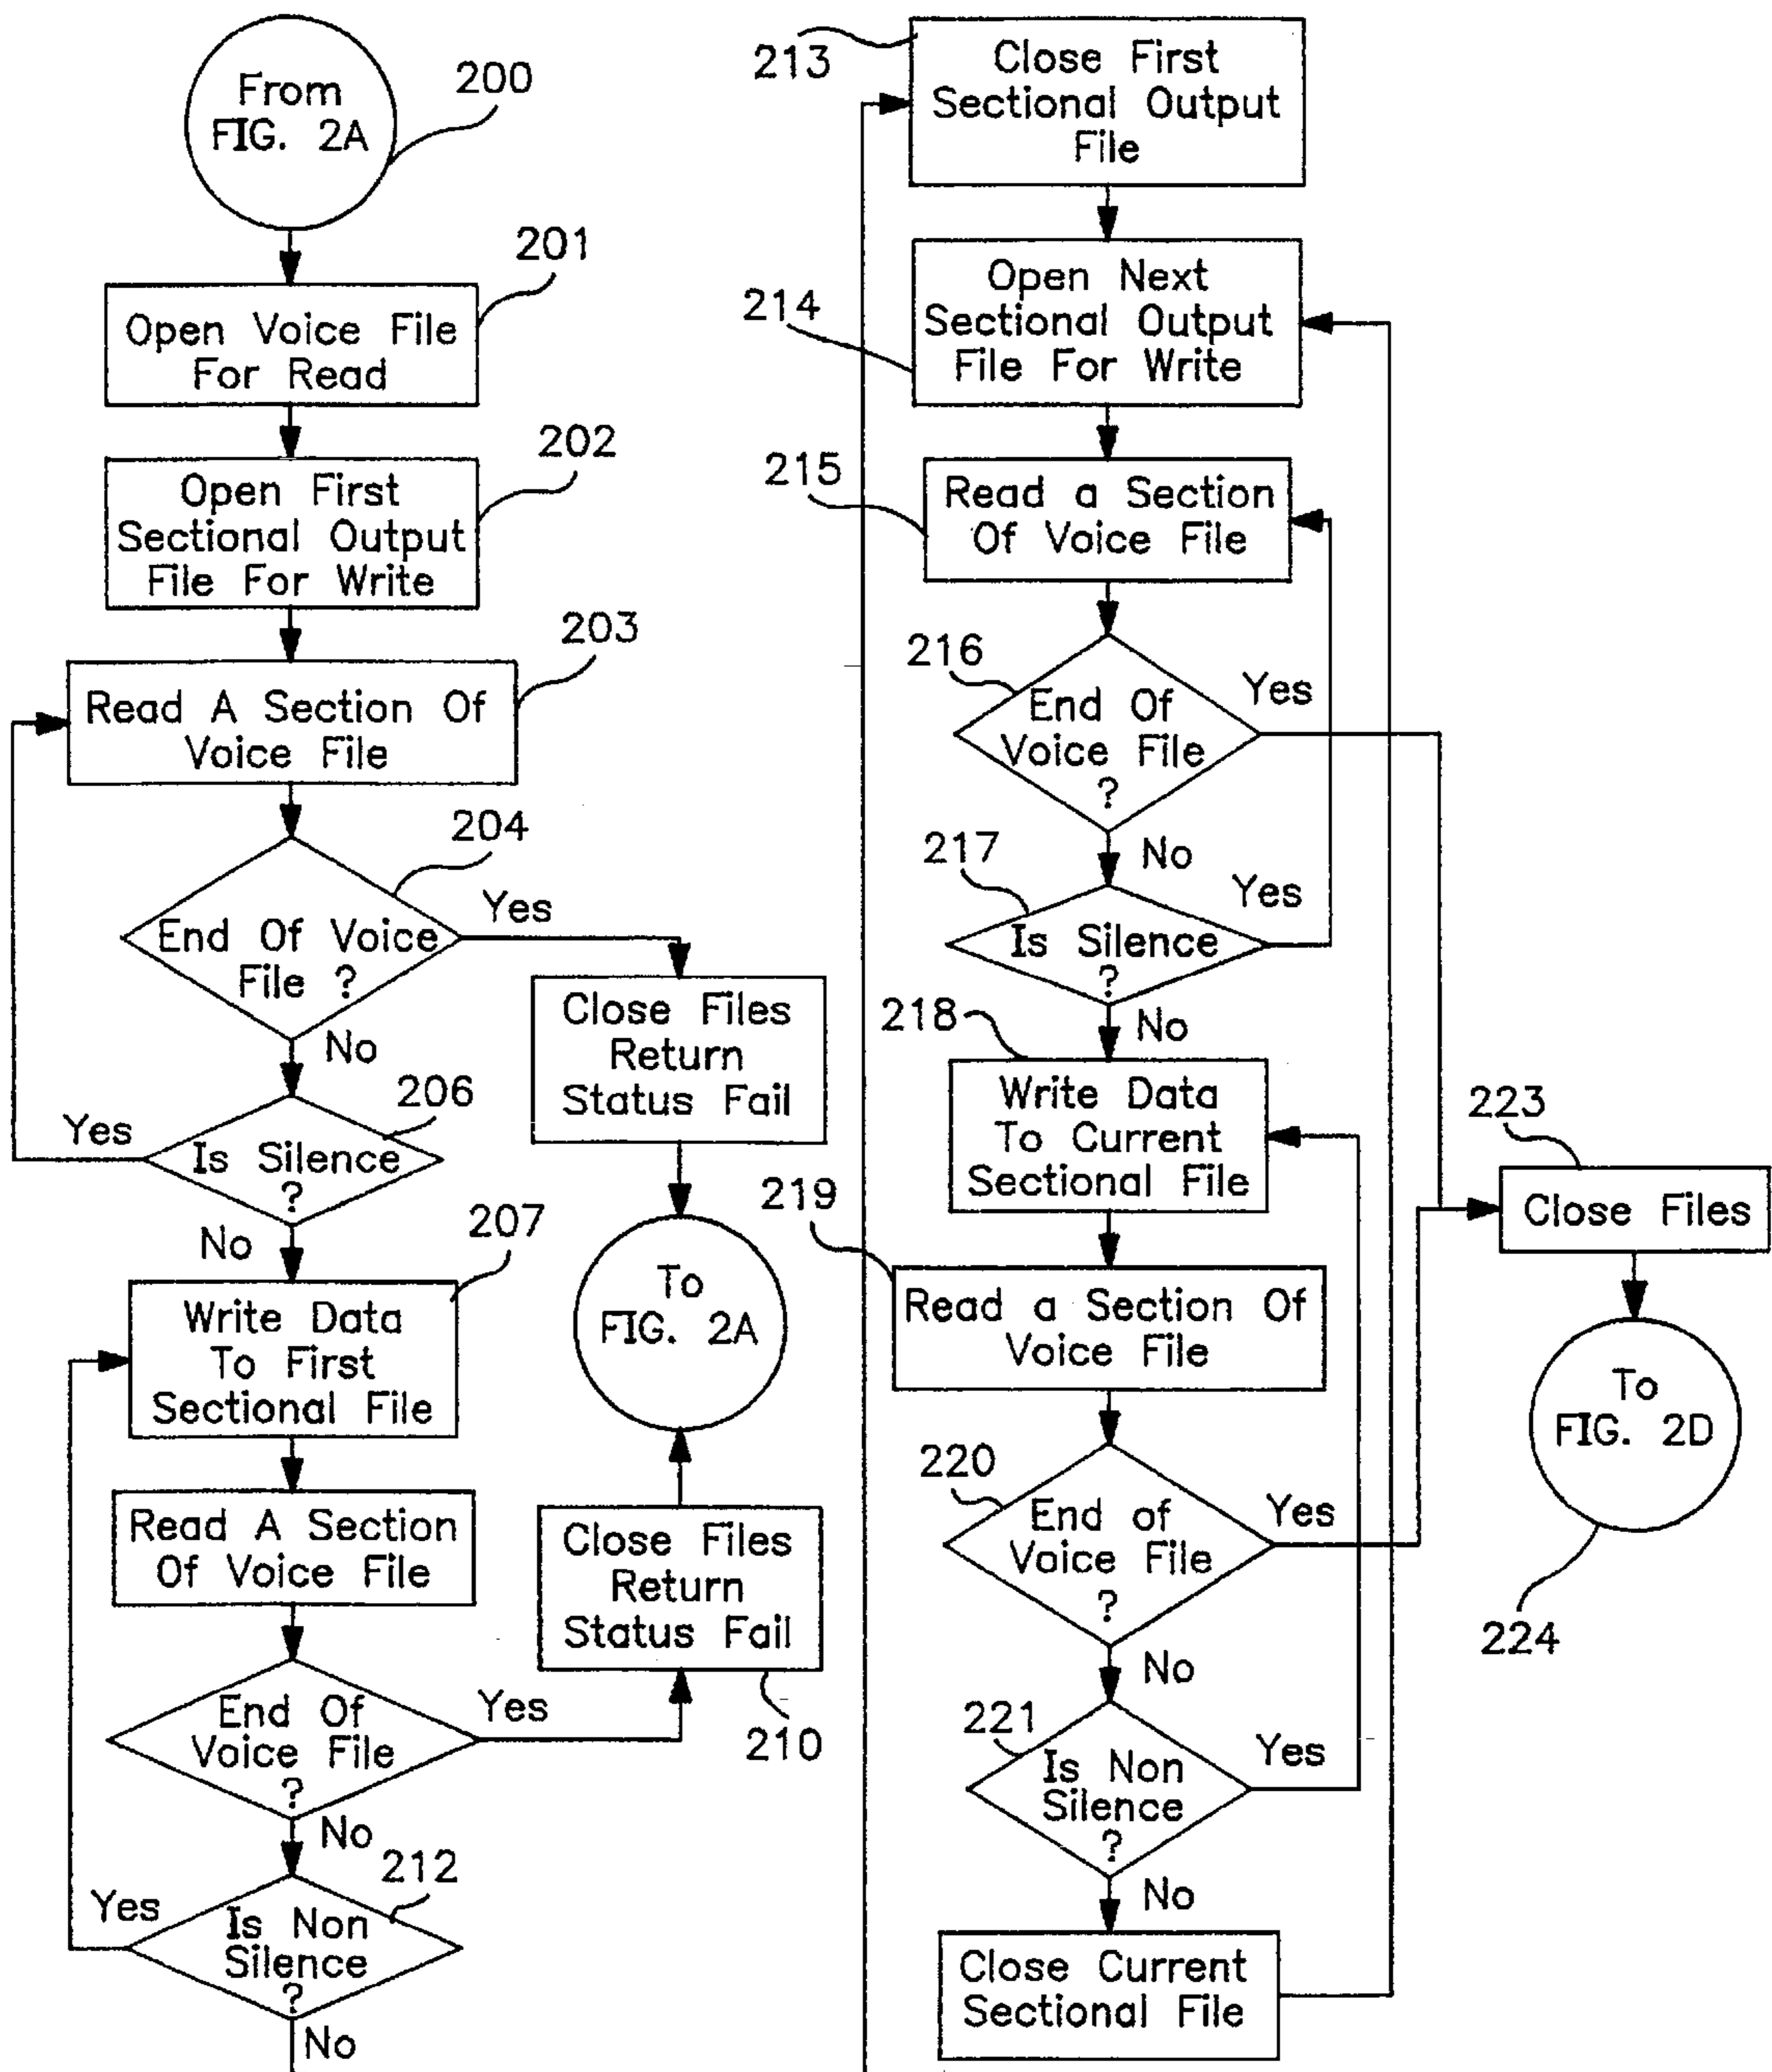 From
FIG. 2A
200
201
Open Voice File
For Read
202
Open First
Sectional Output
File For Write
203
Read A Section Of
Voice File
204
End Of Voice
File ?
Yes
No
Close Files
Return
Status Fail
206
Is Silence
?
Yes
No
To
FIG. 2A
207
Write Data
To First
Sectional File
Read A Section
Of Voice File
Close Files
Return
Status Fail
210
End Of
Voice File
?
Yes
No
212
Is Non
Silence
?
Yes
No
213
Close First
Sectional Output
File
214
Open Next
Sectional Output
File For Write
215
Read a Section
Of Voice File
216
End Of
Voice File
?
Yes
No
217
Is Silence
?
Yes
No
218
Write Data
To Current
Sectional File
219
Read a Section Of
Voice File
220
End of
Voice File
?
Yes
No
221
Is Non
Silence
?
Yes
No
Close Current
Sectional File
223
Close Files
To
FIG. 2D
224